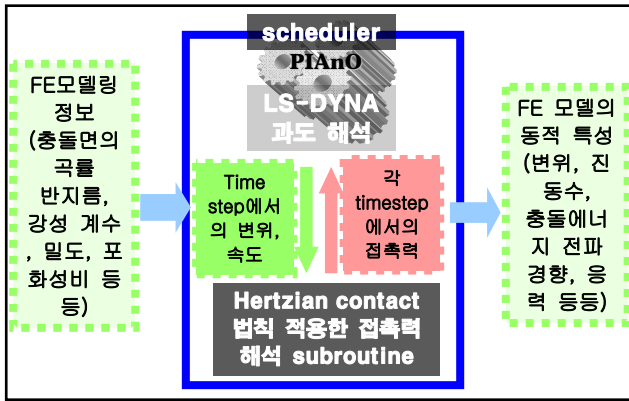 scheduler
PIAnO
LS-DYNA
과도 해석
FE모델링
정보
(충돌면의
곡률
반지름,
강성 계수
, 밀도, 포
화성비 등
등)
Time
step에서
의 변위,
속도
각
timestep
에서의
접촉력
Hertzian contact
법칙 적용한 접촉력
해석 subroutine
FE 모델의
동적 특성
(변위, 진
동수,
충돌에너
지 전파
경향, 응
력 등등)